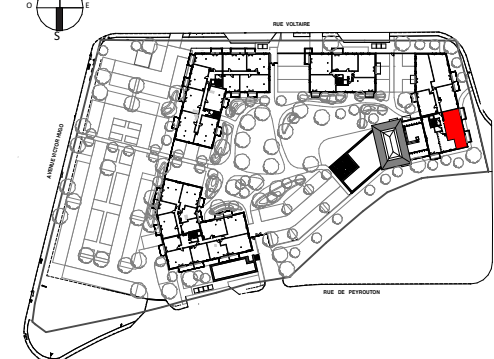 RUE VOLTAIRE
O
E
S
AVENUE VICTOR HUGO
RUE DE PEYROUTON